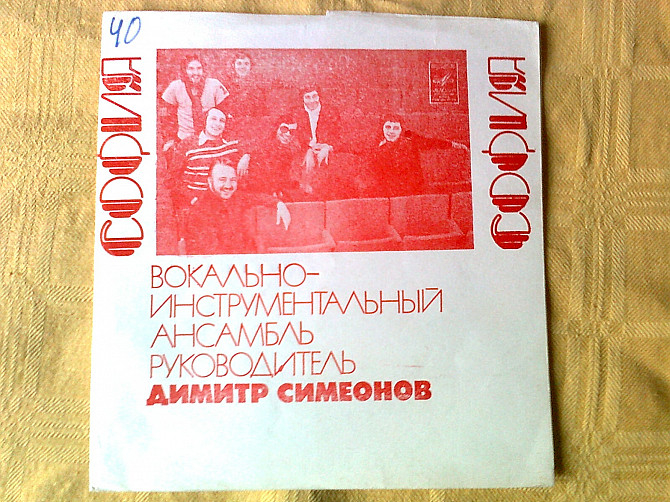 40
СОФИЯ
СОФИЯ
ВОКАЛЬНО-
ИНСТРУМЕНТАЛЬНЫЙ
АНСАМБЛЬ
РУКОВОДИТЕЛЬ
ДИМИТР СИМЕОНОВ